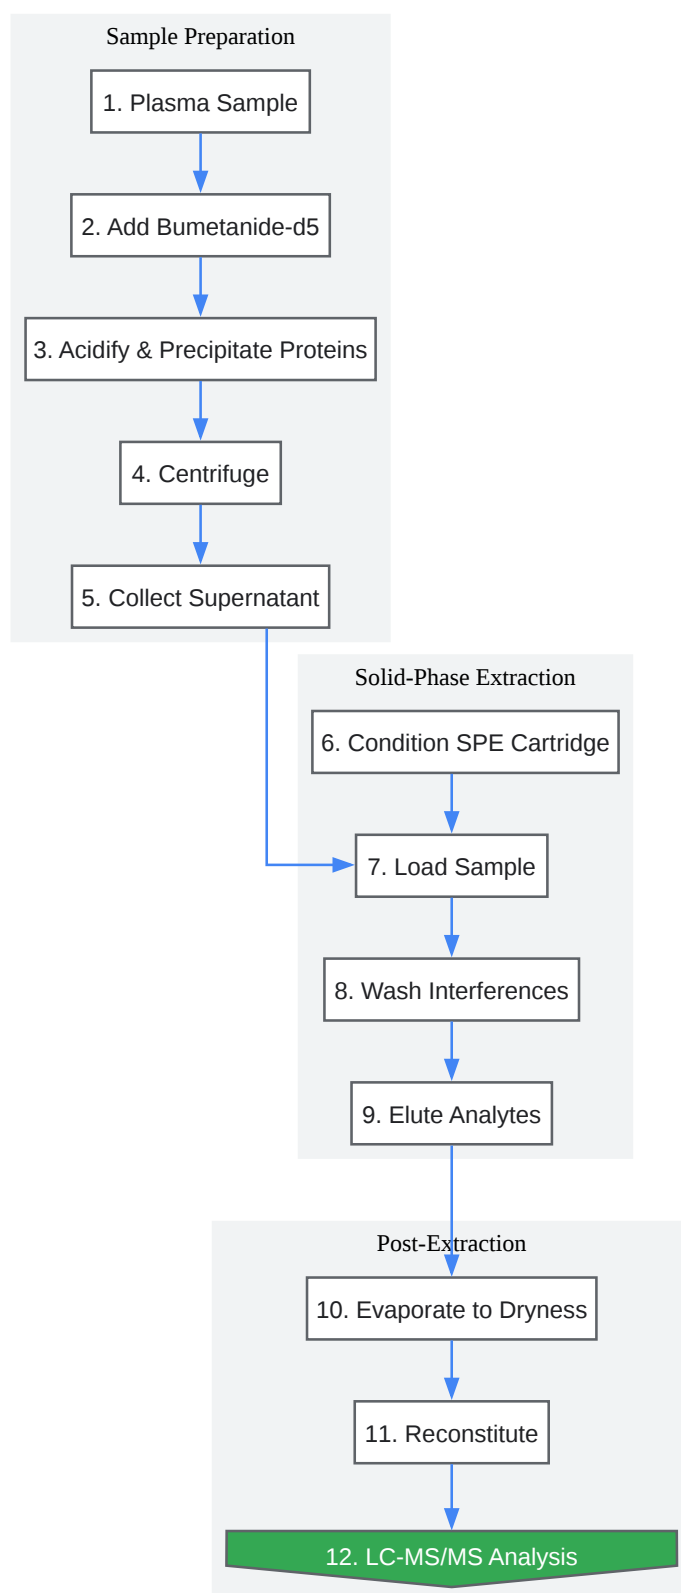 Sample Preparation
1. Plasma Sample
2. Add Bumetanide-d5
3. Acidify & Precipitate Proteins
4. Centrifuge
5. Collect Supernatant
Solid-Phase Extraction
6. Condition SPE Cartridge
7. Load Sample
8. Wash Interferences
9. Elute Analytes
Post-Extraction
10. Evaporate to Dryness
11. Reconstitute
12. LC-MS/MS Analysis